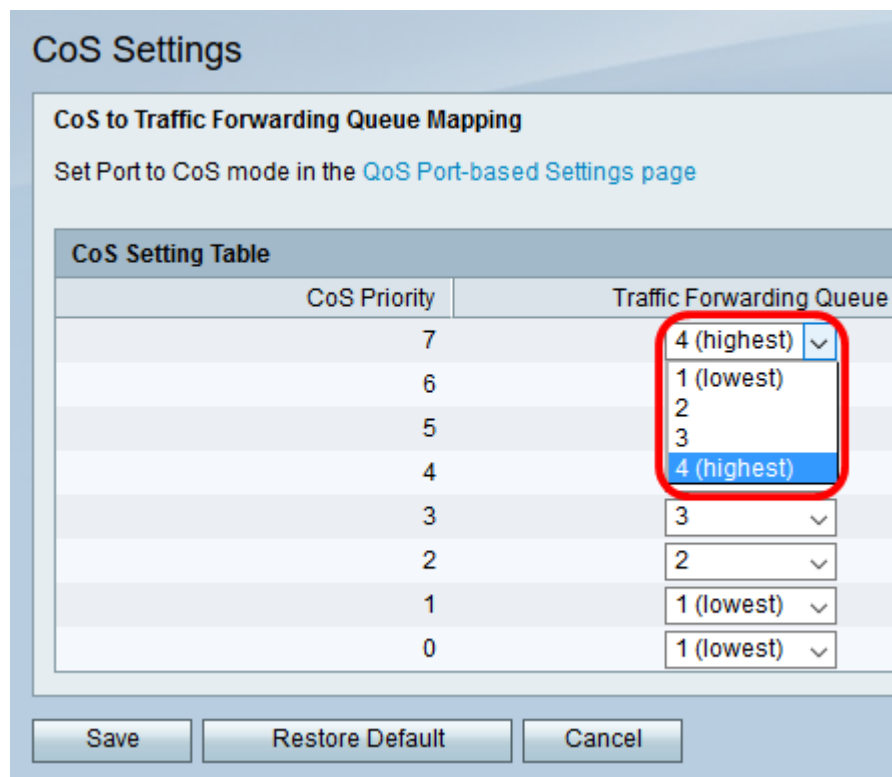 CoS Settings
CoS to Traffic Forwarding Queue Mapping
Set Port to CoS mode in the QoS Port-based Settings page
CoS Setting Table
CoS Priority Traffic Forwarding Queue
7 4 (highest)
6 1 (lowest)
2
5 3
4 4 (highest)
3 3
2 2
1 1 (lowest)
0 1 (lowest)
Save Restore Default Cancel